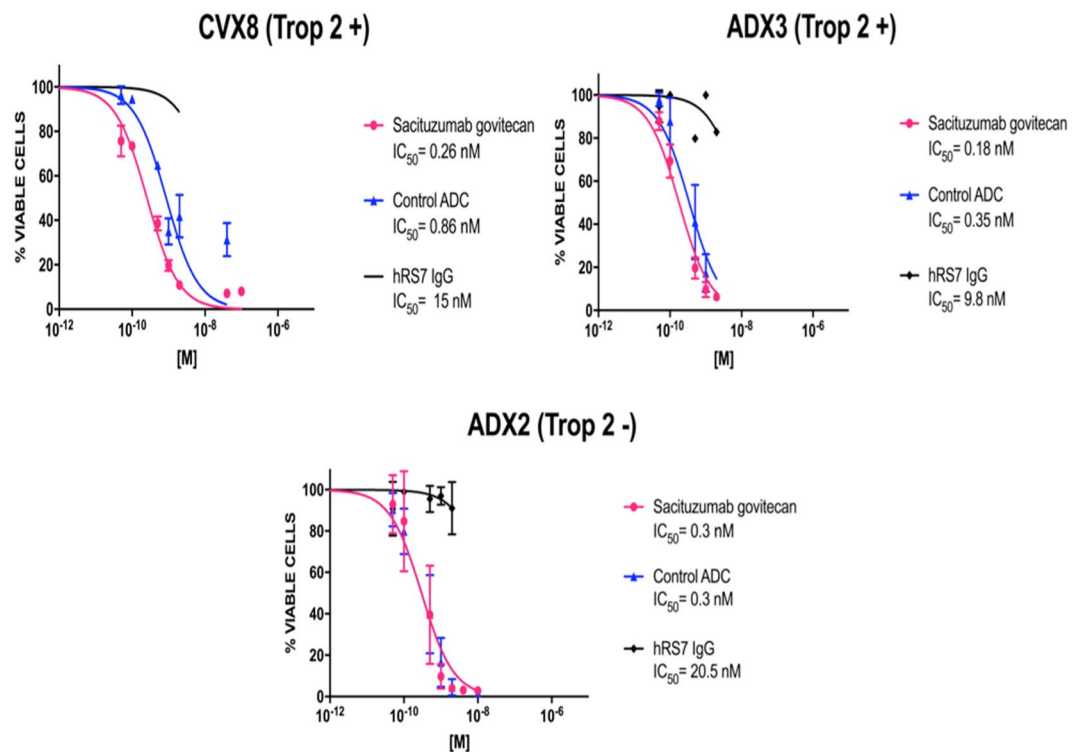 CVX8 (Trop 2 +)
% VIABLE CELLS
100
80
60
40
20
0
10-12
10-10
10-8
10-6
[M]
Sacituzumab govitecan
IC50= 0.26 nM
Control ADC
IC50= 0.86 nM
hRS7 IgG
IC50= 15 nM
ADX3 (Trop 2 +)
% VIABLE CELLS
100
80
60
40
20
0
10-12
10-10
10-8
10-6
[M]
Sacituzumab govitecan
IC50= 0.18 nM
Control ADC
IC50= 0.35 nM
hRS7 IgG
IC50= 9.8 nM
ADX2 (Trop 2 -)
% VIABLE CELLS
100
80
60
40
20
0
10-12
10-10
10-8
10-6
[M]
Sacituzumab govitecan
IC50= 0.3 nM
Control ADC
IC50= 0.3 nM
hRS7 IgG
IC50= 20.5 nM